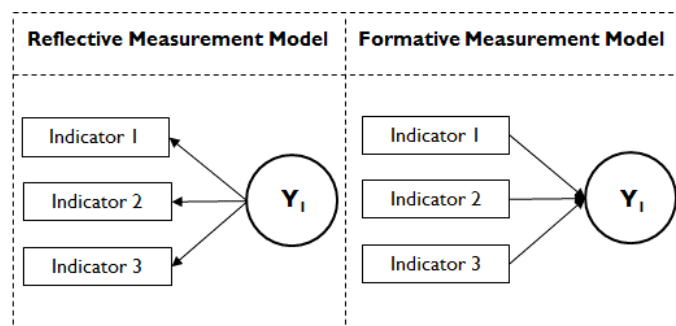 Reflective Measurement Model
Formative Measurement Model
Indicator 1
Indicator 2
Indicator 3
Y1
Indicator 1
Indicator 2
Indicator 3
Y1